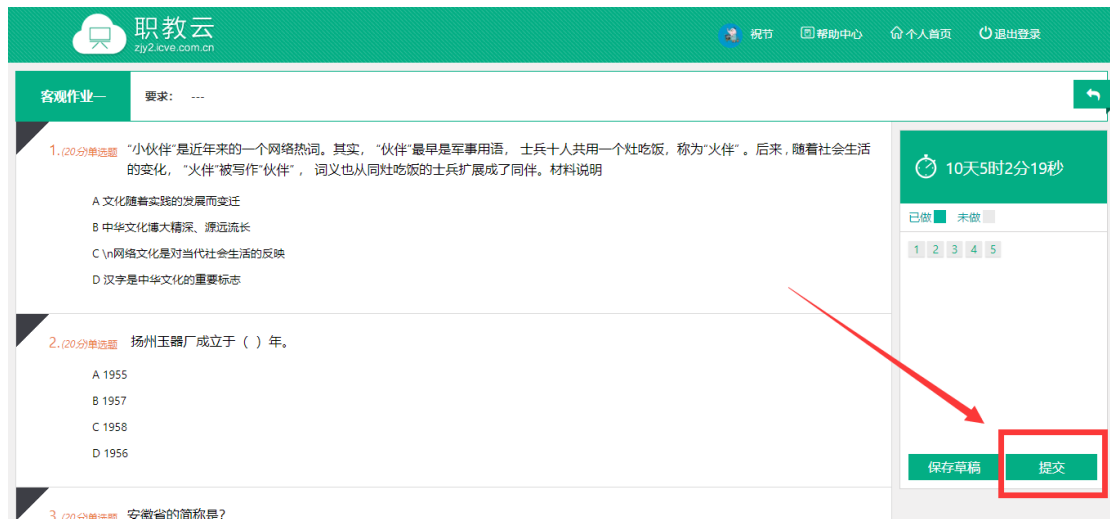 职教云
zjy2.icve.com.cn
祝节 帮助中心 个人首页 退出登录
客观作业一 要求： ---
1.(20分)单选题 “小伙伴”是近年来的一个网络热词。其实， “伙伴”最早是军事用语， 士兵十人共用一个灶吃饭，称为“火伴” 。后来 , 随着社会生活
的变化， “火伴”被写作“伙伴” ， 词义也从同灶吃饭的士兵扩展成了同伴。材料说明
A 文化随着实践的发展而变迁
B 中华文化博大精深、源远流长
C \n网络文化是对当代社会生活的反映
D 汉字是中华文化的重要标志
10天5时2分19秒
已做 未做
1 2 3 4 5
2.(20分)单选题 扬州玉器厂成立于（ ）年。
A 1955
B 1957
C 1958
D 1956
保存草稿 提交
3.(20分)单选题 安徽省的简称是?